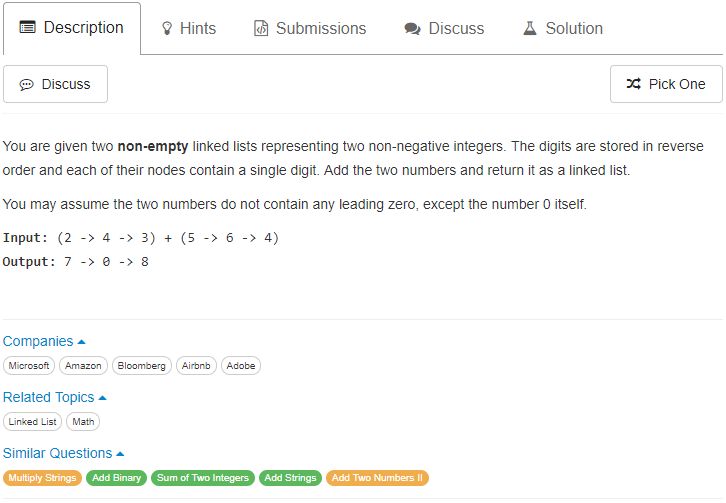 Description Hints Submissions Discuss Solution
Discuss Pick One
You are given two non-empty linked lists representing two non-negative integers. The digits are stored in reverse
order and each of their nodes contain a single digit. Add the two numbers and return it as a linked list.
You may assume the two numbers do not contain any leading zero, except the number 0 itself.
Input: (2 -> 4 -> 3) + (5 -> 6 -> 4)
Output: 7 -> 0 -> 8
Companies
Microsoft Amazon Bloomberg Airbnb Adobe
Related Topics
Linked List Math
Similar Questions
Multiply Strings Add Binary Sum of Two Integers Add Strings Add Two Numbers II